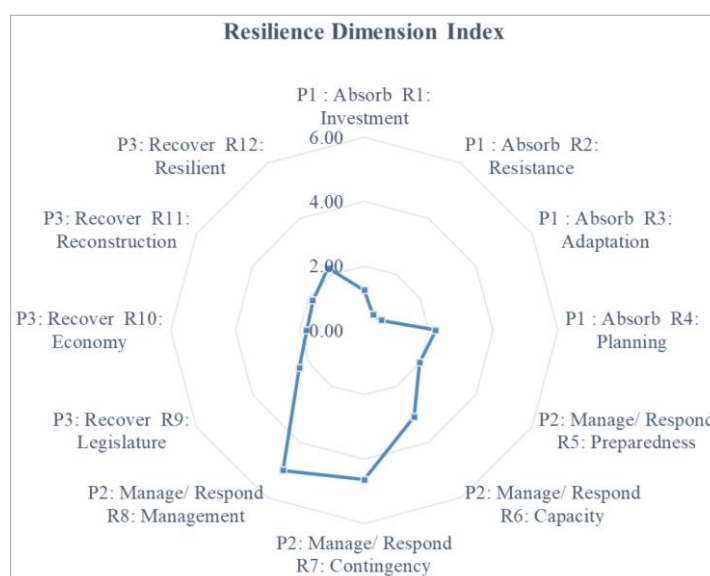 Resilience Dimension Index
P1 : Absorb R1:
Investment
P1 : Absorb R2:
Resistance
P1 : Absorb R3:
Adaptation
P1 : Absorb R4:
Planning
P2: Manage/ Respond
R5: Preparedness
P2: Manage/ Respond
R6: Capacity
P2: Manage/ Respond
R7: Contingency
P2: Manage/ Respond
R8: Management
P3: Recover R9:
Legislature
P3: Recover R10:
Economy
P3: Recover R11:
Reconstruction
P3: Recover R12:
Resilient
6.00
4.00
2.00
0.00